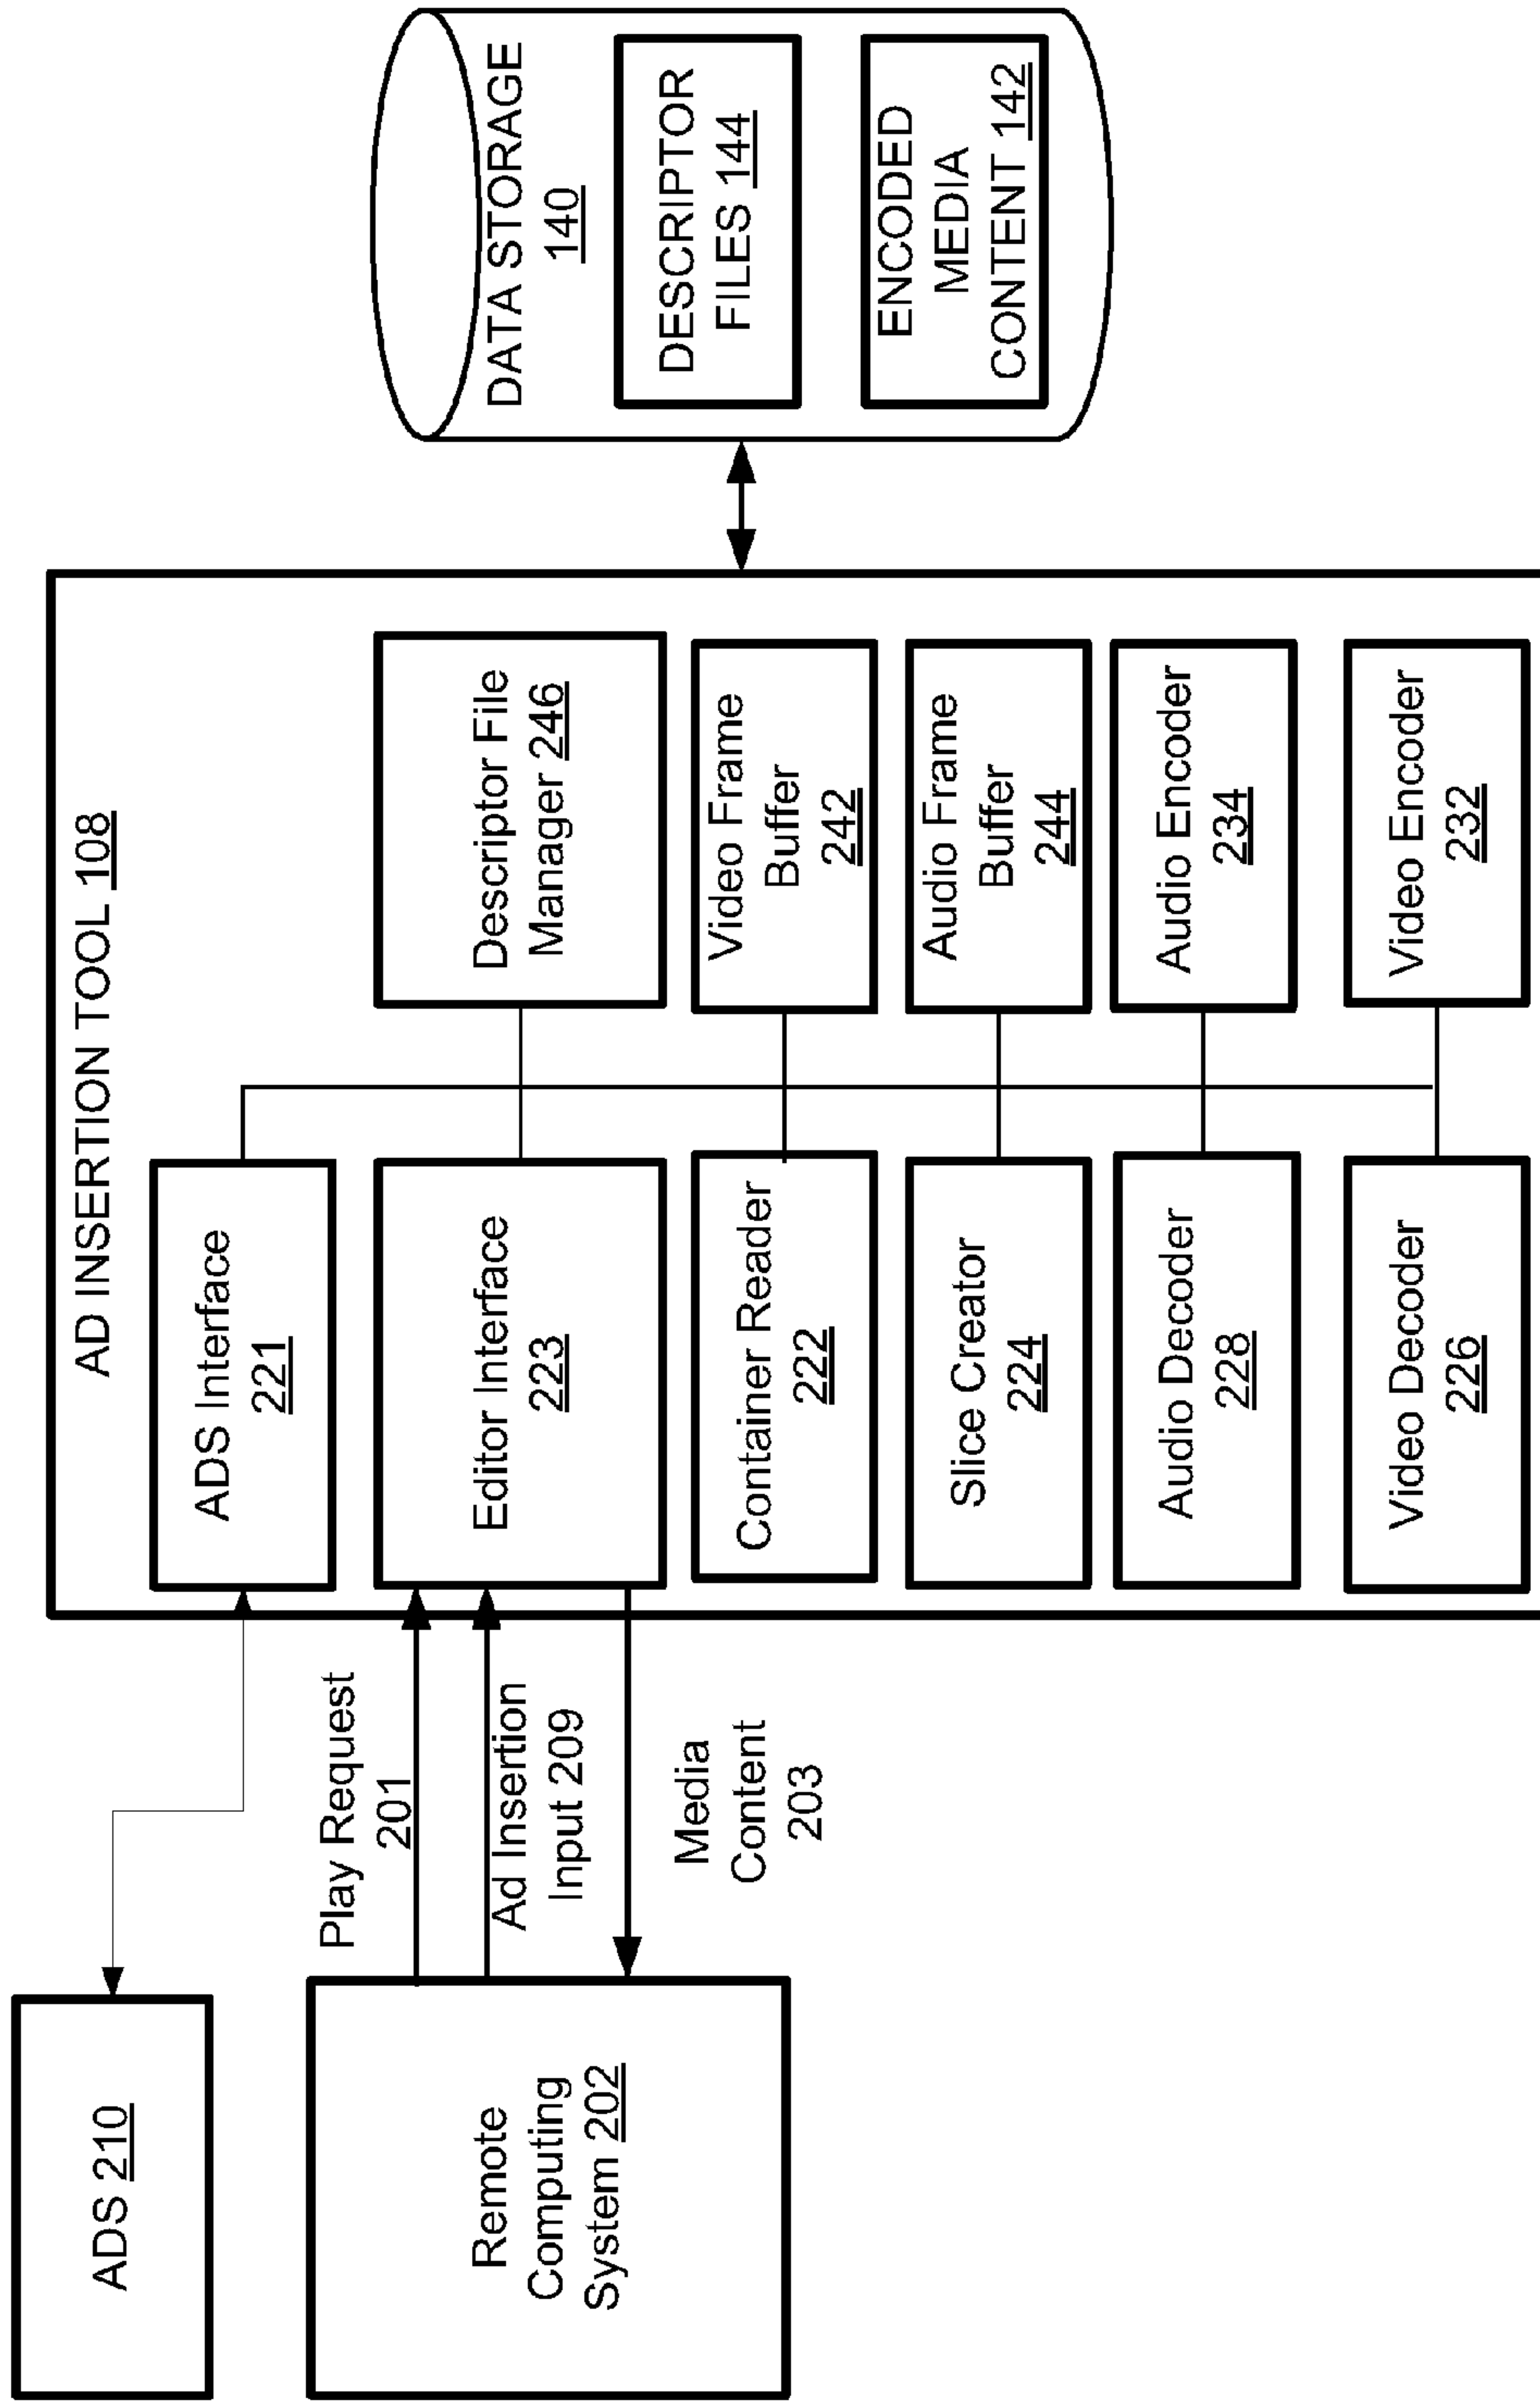 ADS 210
Remote
Computing
System 202
Play Request
201
Ad Insertion
Input 209
Media
Content
203
AD INSERTION TOOL 108
ADS Interface
221
Editor Interface
223
Descriptor File
Manager 246
Container Reader
222
Video Frame
Buffer
242
Slice Creator
224
Audio Frame
Buffer
244
Audio Decoder
228
Audio Encoder
234
Video Decoder
226
Video Encoder
232
DATA STORAGE
140
DESCRIPTOR
FILES 144
ENCODED
MEDIA
CONTENT 142